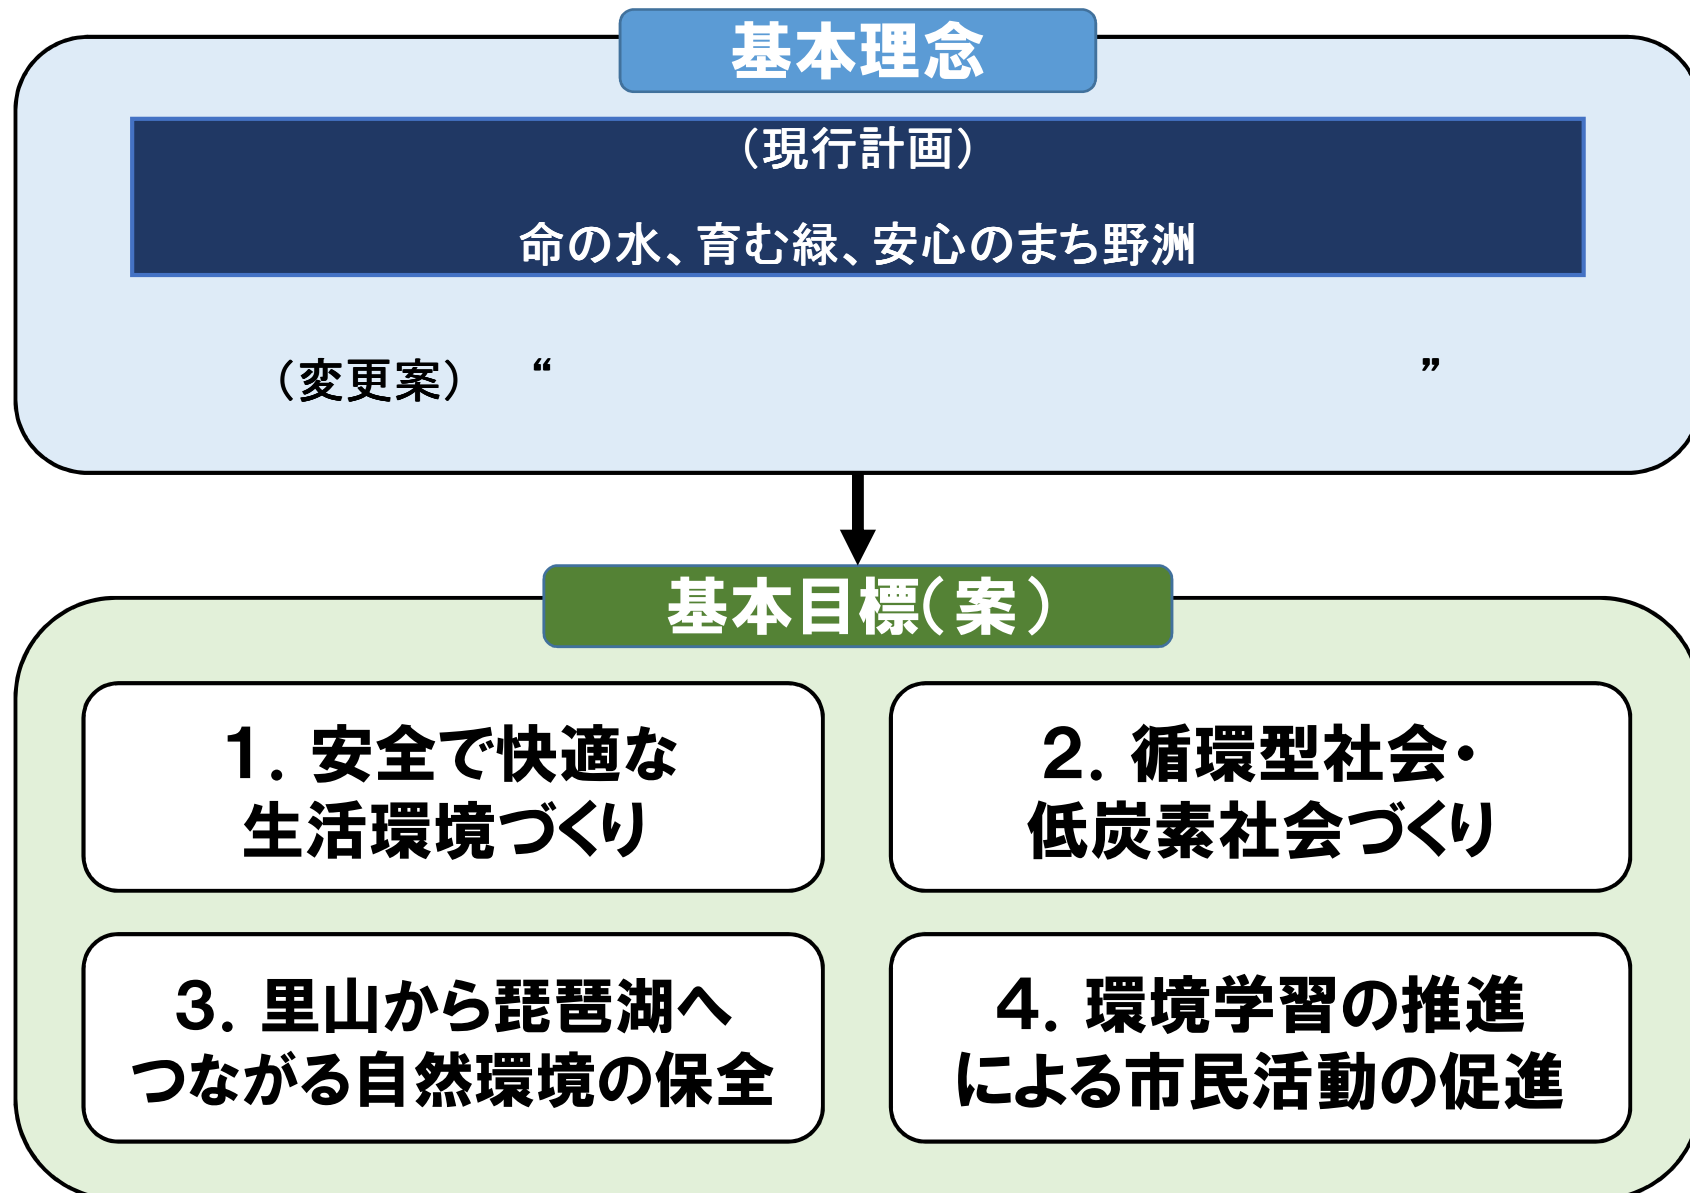 基本理念
（現行計画）
命の水、育む緑、安心のまち野洲
（変更案）　“　　　　　　　　　　　　　　　　　　”
基本目標（案）
１．安全で快適な
生活環境づくり
２．循環型社会・
低炭素社会づくり
３．里山から琵琶湖へ
つながる自然環境の保全
４．環境学習の推進
による市民活動の促進